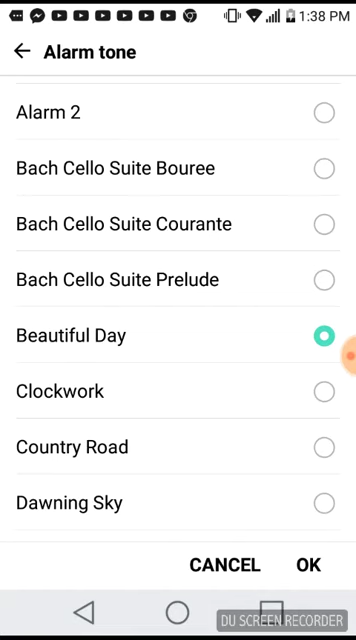 1:38 PM
Alarm tone
Alarm 2
Bach Cello Suite Bouree
Bach Cello Suite Courante
Bach Cello Suite Prelude
Beautiful Day
Clockwork
Country Road
Dawning Sky
CANCEL OK
DU SCREEN RECORDER